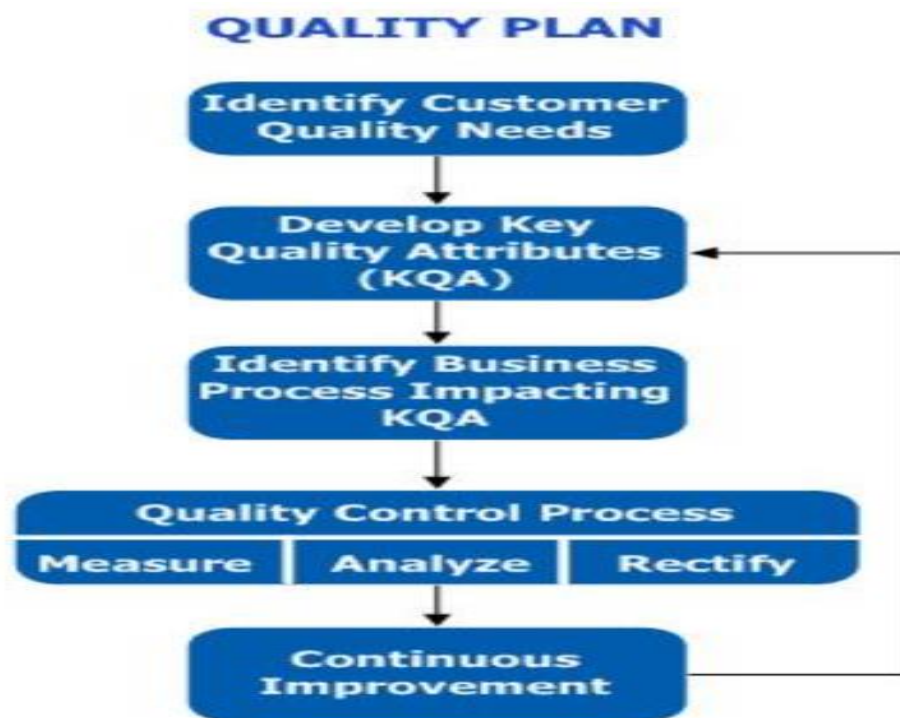 QUALITY PLAN
Identify Customer
Quality Needs
Develop Key
Quality Attributes
(KQA)
Identify Business
Process Impacting
KQA
Quality Control Process
Measure
Analyze
Rectify
Continuous
Improvement